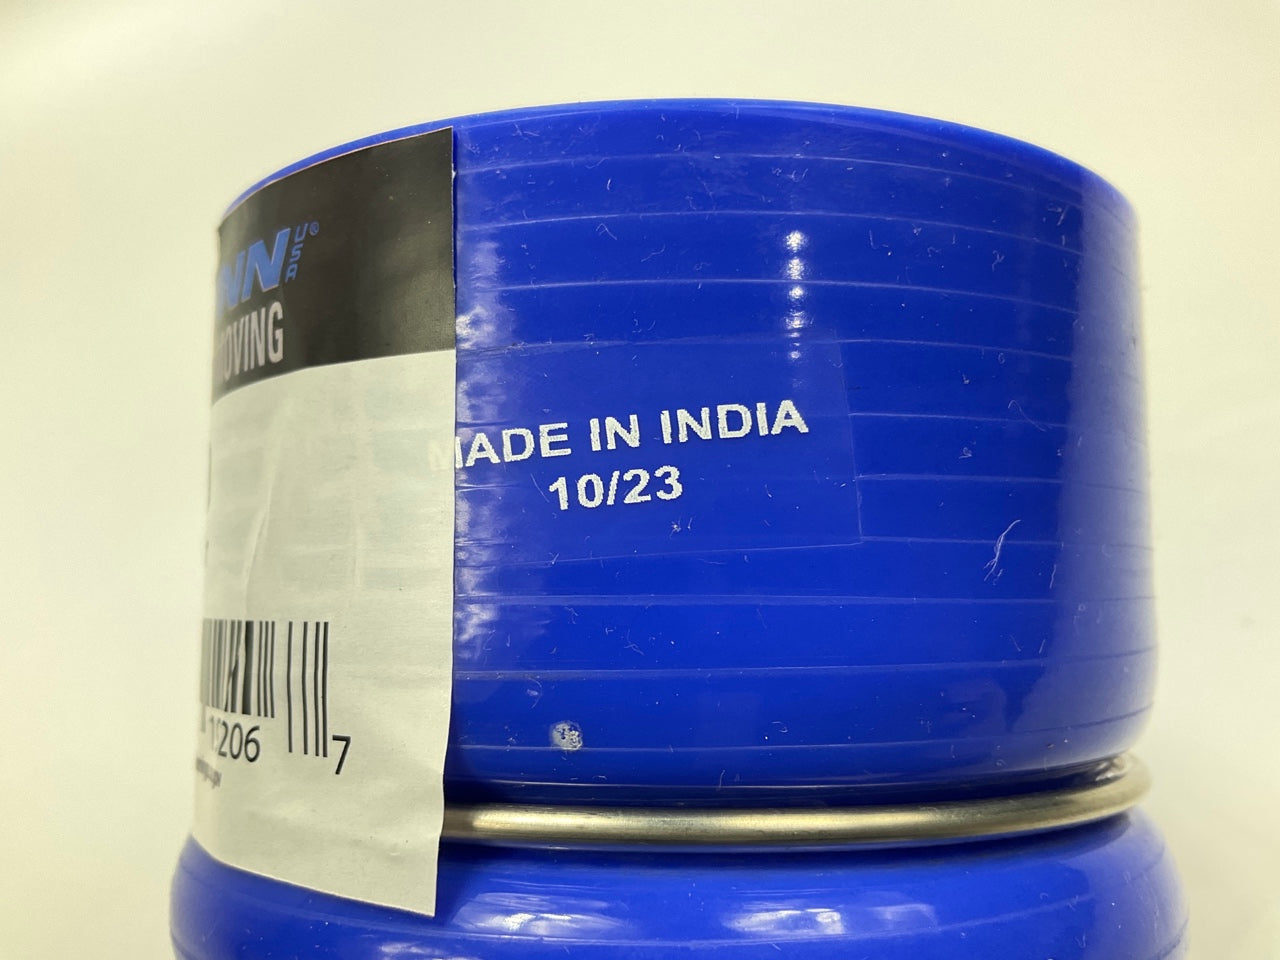 NN USA®
OVING
MADE IN INDIA
10/23
206
7